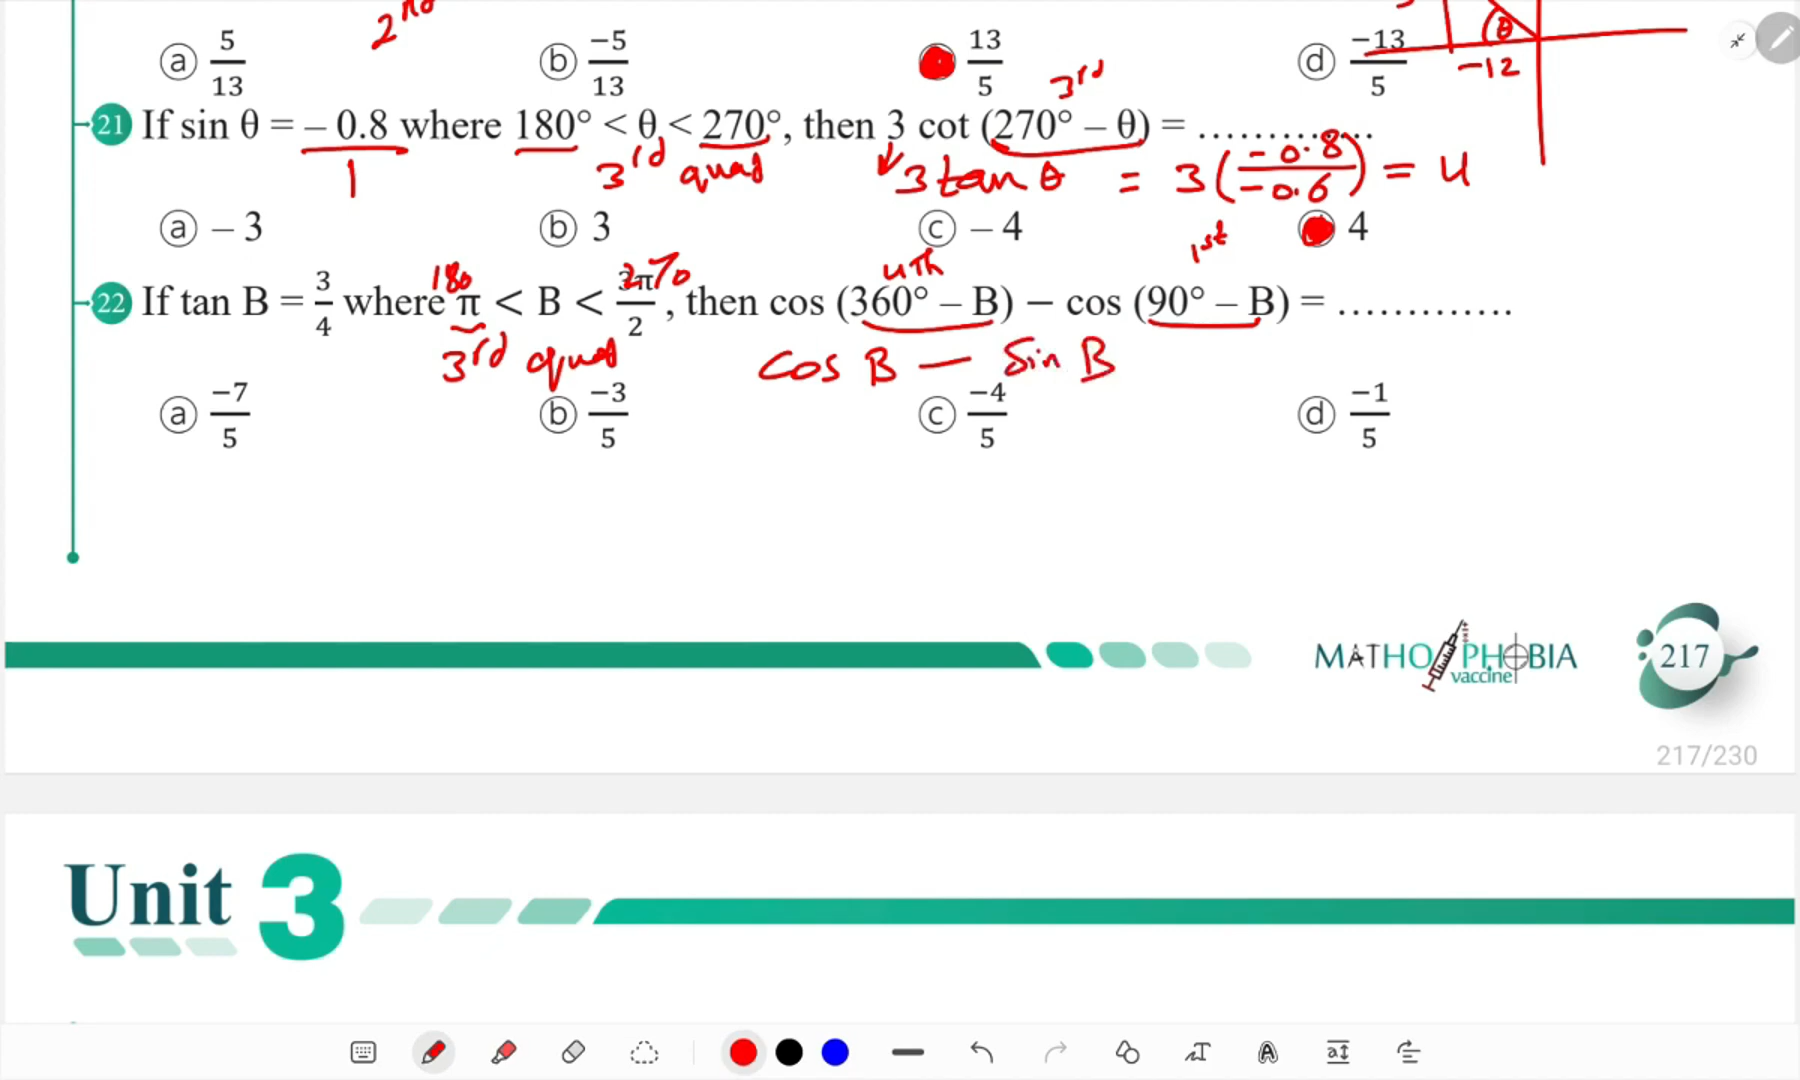 2nd
ⓐ 5/13 ⓑ -5/13 13/5 ⓓ -13/5
θ
-12
3rd
21 If sin θ = – 0.8 where 180° < θ < 270°, then 3 cot (270° – θ) = .............
1 3rd quad 3 tan θ = 3(-0.8/-0.6) = 4
ⓐ – 3 ⓑ 3 ⓒ – 4 4
180 270 4th 1st
22 If tan B = 3/4 where π < B < 3π/2, then cos (360° – B) – cos (90° – B) = .............
3rd quad cos B – Sin B
ⓐ -7/5 ⓑ -3/5 ⓒ -4/5 ⓓ -1/5
MATHO PHOBIA
vaccine
217
217/230
Unit 3